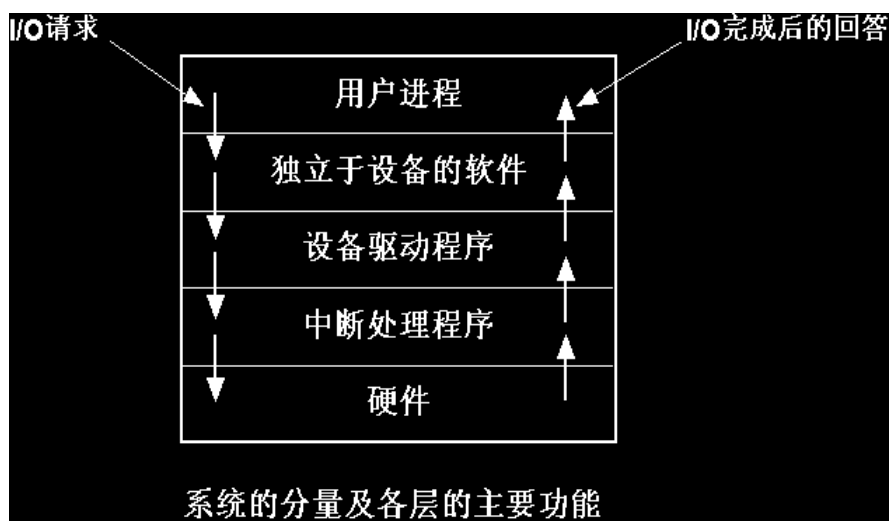 I/O请求
I/O完成后的回答
用户进程
独立于设备的软件
设备驱动程序
中断处理程序
硬件
系统的分量及各层的主要功能